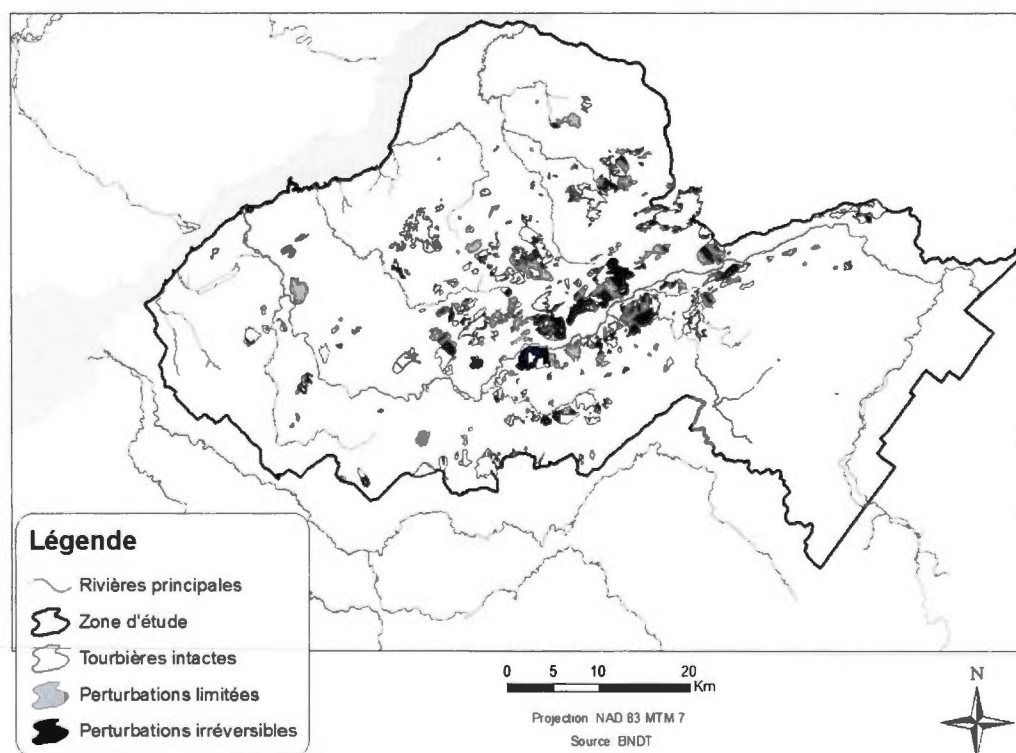 Légende
Rivières principales
Zone d'étude
Tourbières intactes
Perturbations limitées
Perturbations irréversibles
0 5 10 20
Km
Projection NAD 83 MTM 7
Source BNDT
N